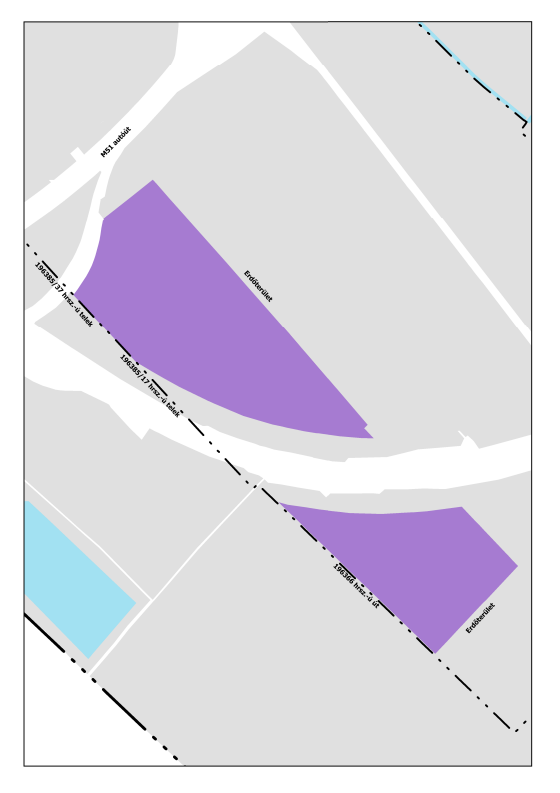 M51 autóút
Erdőterület
196385/37 hrsz.-ú telek
196385/17 hrsz.-ú telek
196366 hrsz.-ú út
Erdőterület